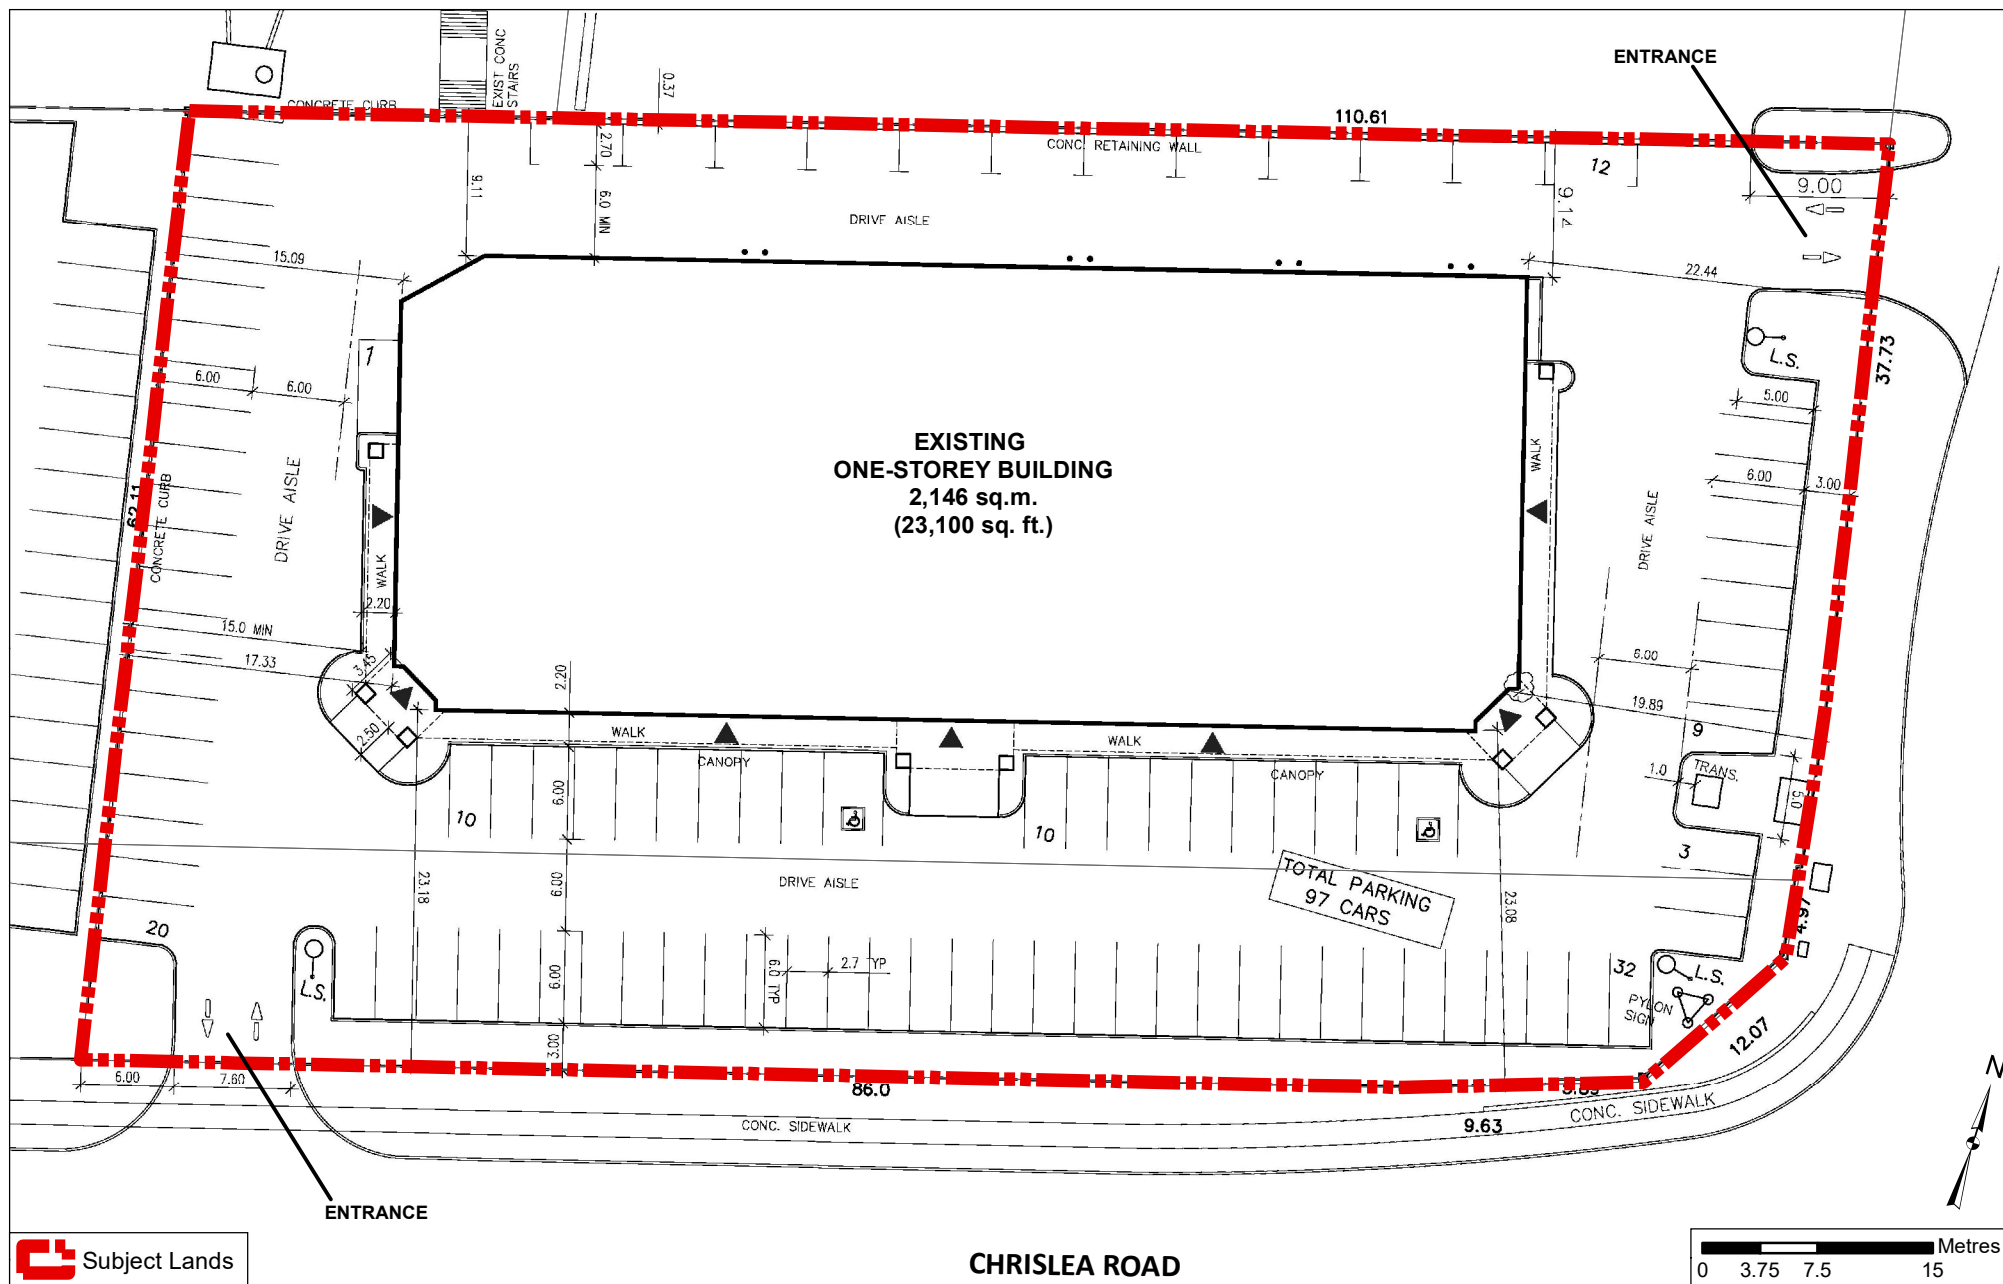 ENTRANCE
EXIST CONC
STAIRS
0.37
CONCRETE CURB
110.61
CONC. RETAINING WALL
2.70
12
9.00
9.11
6.0 MIN
DRIVE AISLE
9.14
15.09
22.44
1
L.S.
37.73
6.00
6.00
5.00
EXISTING
ONE-STOREY BUILDING
2,146 sq.m.
(23,100 sq. ft.)
WALK
DRIVE AISLE
62.11
CONCRETE CURB
6.00
3.00
DRIVE AISLE
WALK
2.20
15.0 MIN
17.33
3.45
2.20
6.00
19.89
2.50
WALK
WALK
9
CANOPY
CANOPY
1.0
TRANS.
5.0
6.00
10
10
3
TOTAL PARKING
97 CARS
23.18
6.00
DRIVE AISLE
23.08
4.97
20
L.S.
6.00
6.0 TYP
2.7 TYP
32
L.S.
PYLON
SIGN
12.07
3.00
6.00
7.60
86.0
9.63
CONC. SIDEWALK
CONC. SIDEWALK
N
ENTRANCE
Subject Lands
CHRISLEA ROAD
Metres
0 3.75 7.5 15